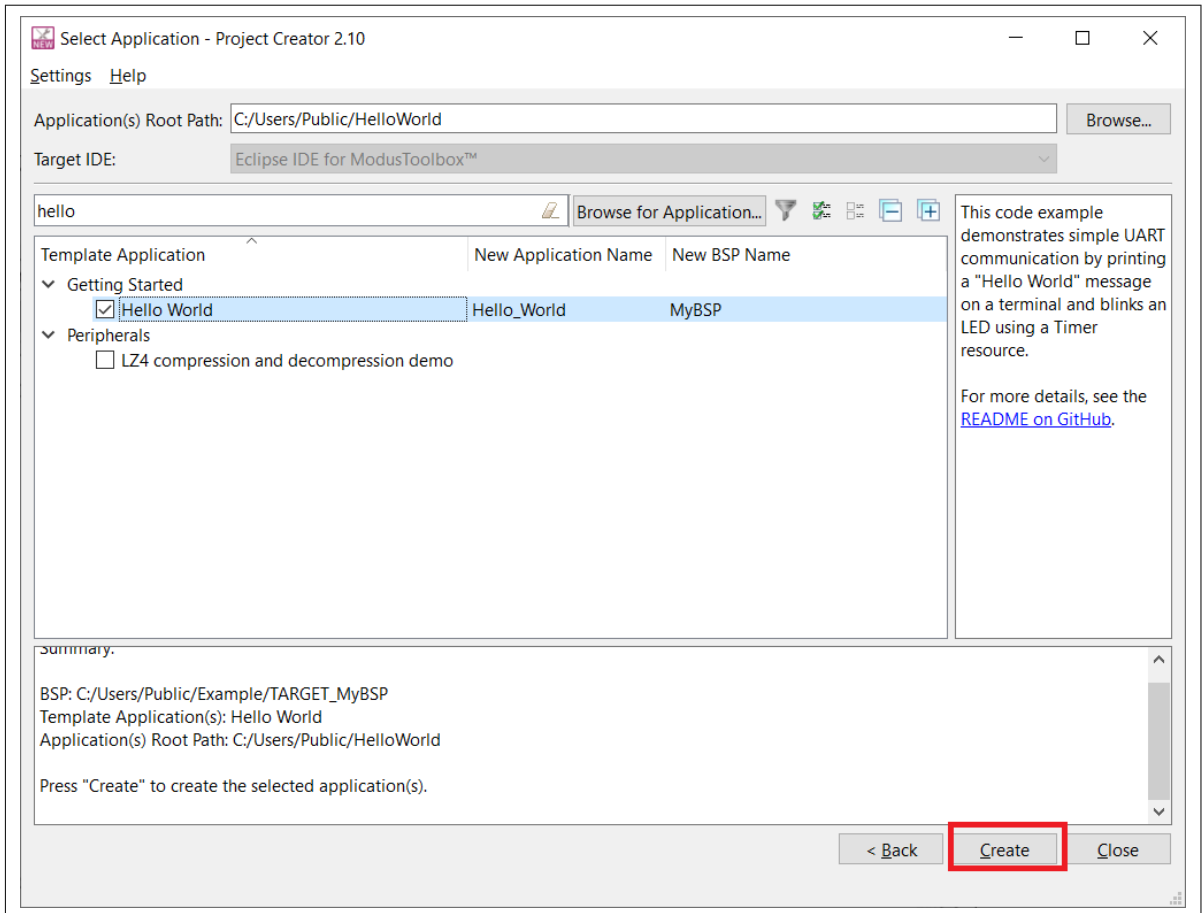 NEW
Select Application - Project Creator 2.10
Settings Help
Application(s) Root Path: C:/Users/Public/HelloWorld Browse...
Target IDE: Eclipse IDE for ModusToolbox™
hello Browse for Application...
Template Application New Application Name New BSP Name
Getting Started
Hello World Hello_World MyBSP
Peripherals
LZ4 compression and decompression demo
This code example
demonstrates simple UART
communication by printing
a "Hello World" message
on a terminal and blinks an
LED using a Timer
resource.
For more details, see the
README on GitHub.
Summary:
BSP: C:/Users/Public/Example/TARGET_MyBSP
Template Application(s): Hello World
Application(s) Root Path: C:/Users/Public/HelloWorld
Press "Create" to create the selected application(s).
< Back Create Close